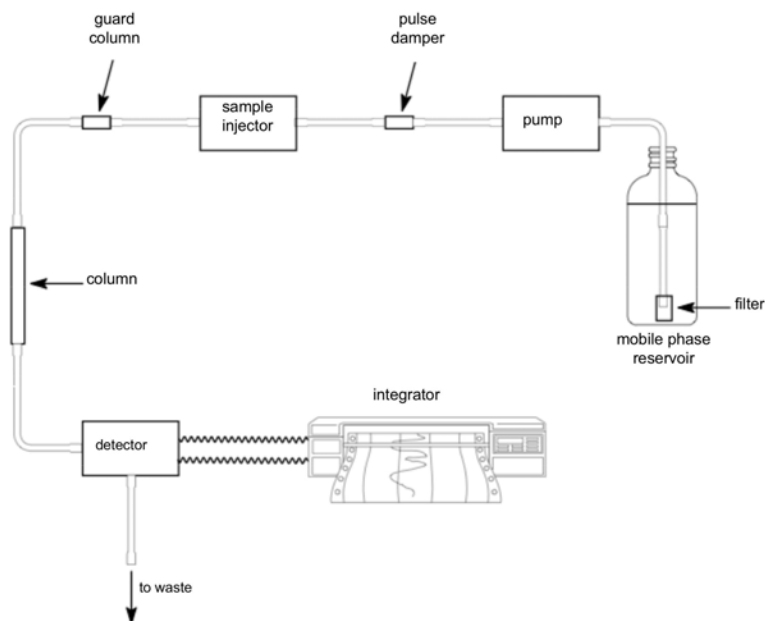 guard
column
pulse
damper
sample
injector
pump
column
filter
mobile phase
reservoir
integrator
detector
to waste